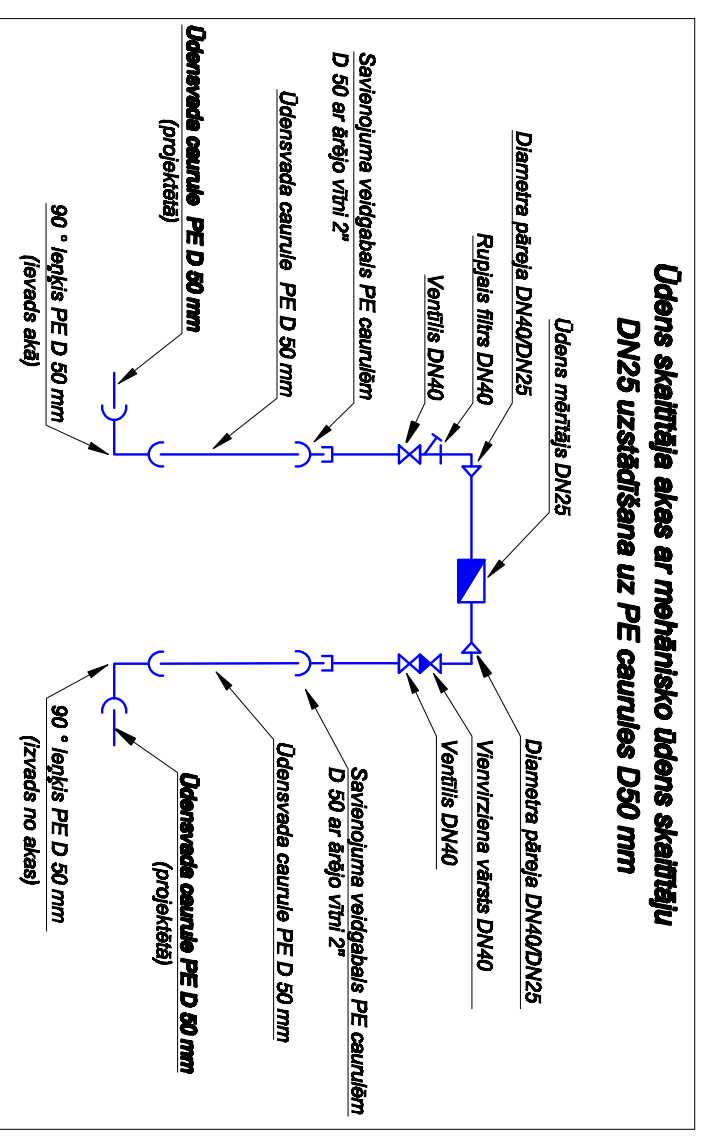 Ūdens skaitītāja akas ar mehānisko ūdens skaitītāju
DN25 uzstādīšana uz PE caurules D50 mm
Ūdens mērītājs DN25
Diametra pāreja DN40/DN25
Rupjais filtrs DN40
Ventīlis DN40
Savienojuma veidgabals PE caurulēm
D 50 ar ārējo vītni 2"
Ūdensvada caurule PE D 50 mm
Ūdensvada caurule PE D 50 mm
(projektētā)
90 ° leņķis PE D 50 mm
(ievads akā)
Diametra pāreja DN40/DN25
Vienvirziena vārsts DN40
Ventīlis DN40
Savienojuma veidgabals PE caurulēm
D 50 ar ārējo vītni 2"
Ūdensvada caurule PE D 50 mm
Ūdensvada caurule PE D 50 mm
(projektētā)
90 ° leņķis PE D 50 mm
(izvads no akas)